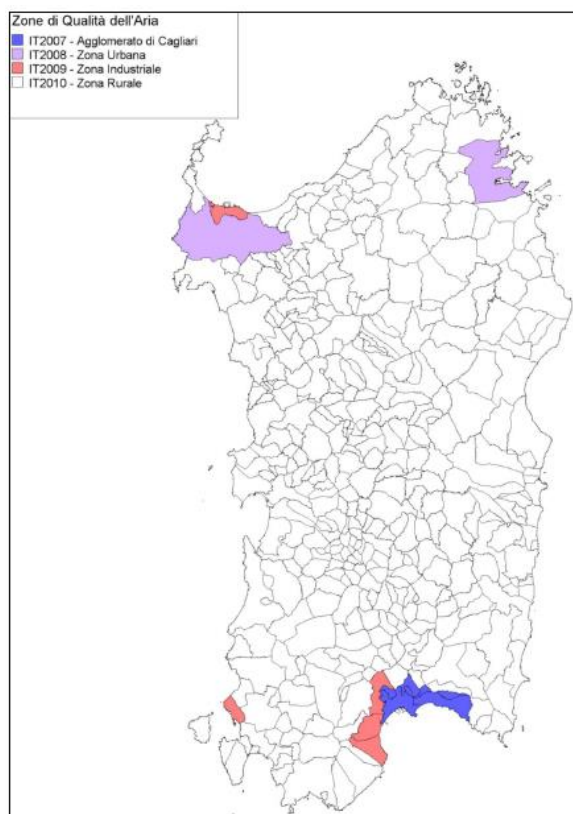 Zone di Qualità dell'Aria
IT2007 - Agglomerato di Cagliari
IT2008 - Zona Urbana
IT2009 - Zona Industriale
IT2010 - Zona Rurale